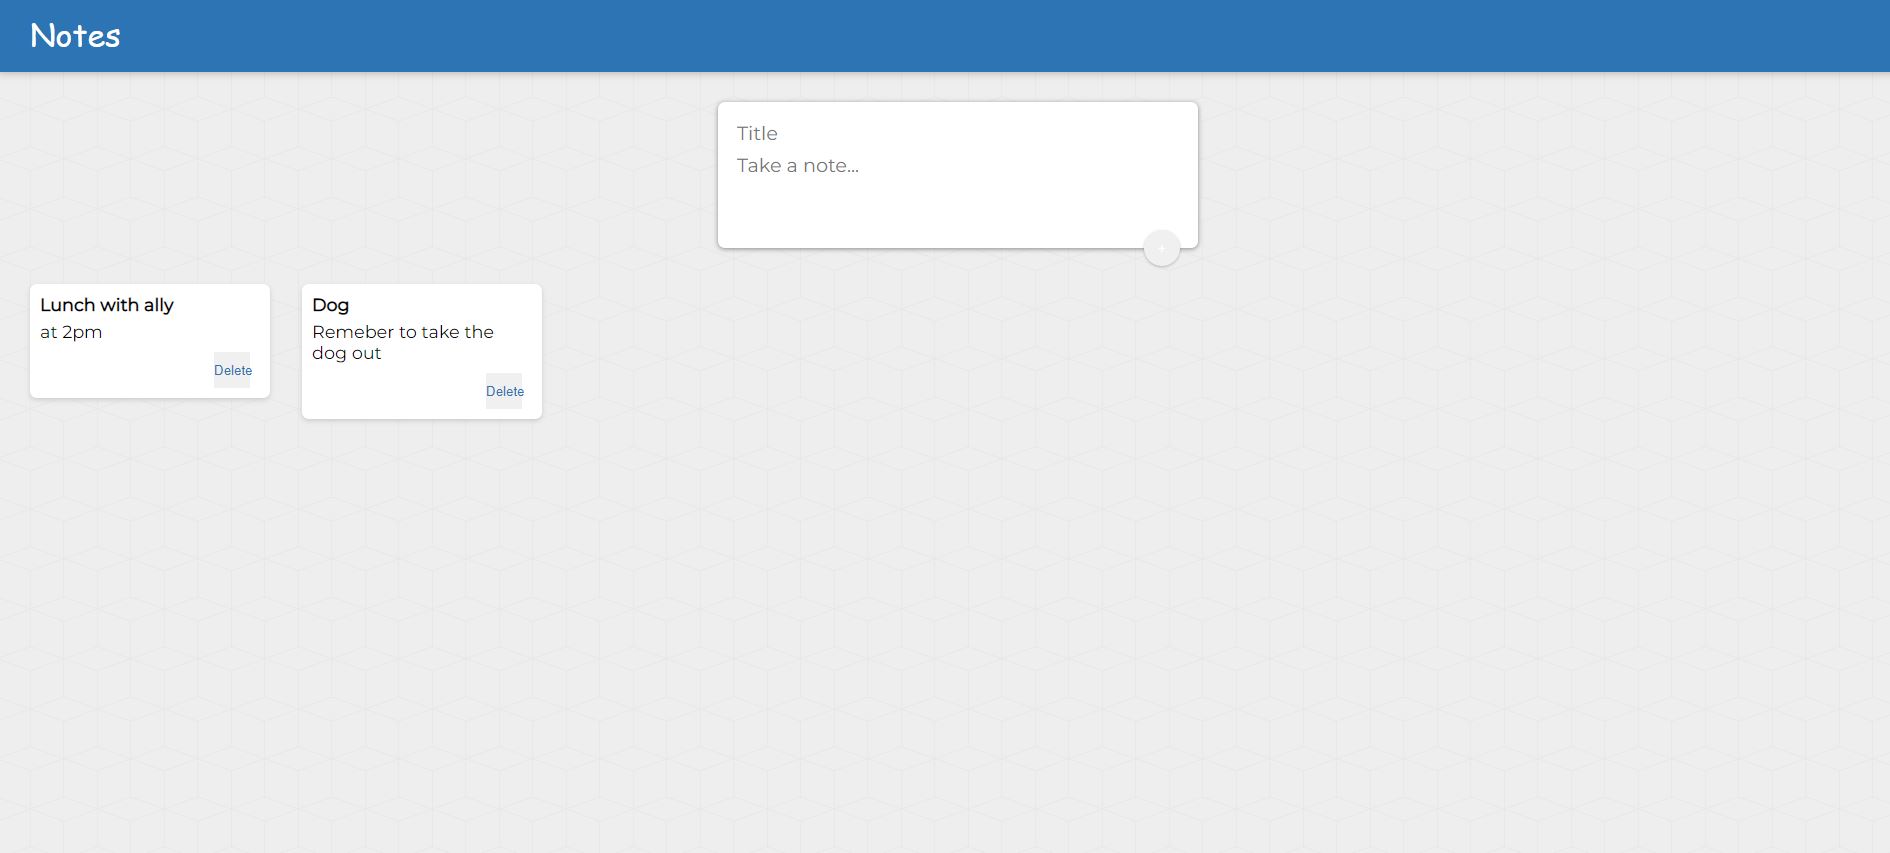 Notes
Title
Take a note...
+
Lunch with ally
at 2pm
Delete
Dog
Remeber to take the
dog out
Delete